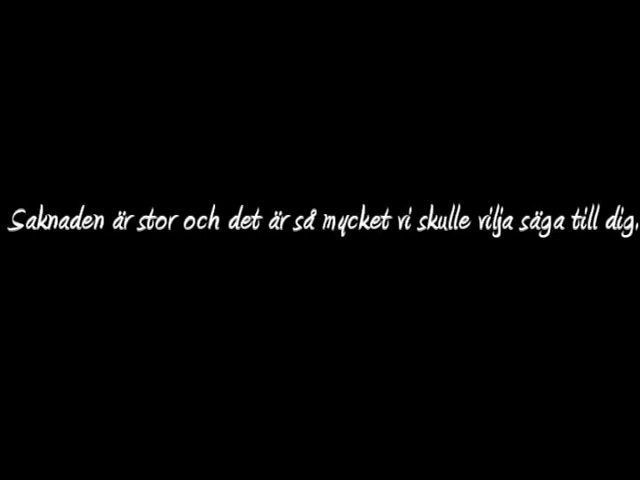 Saknaden är stor och det är så mycket vi skulle vilja säga till dig.